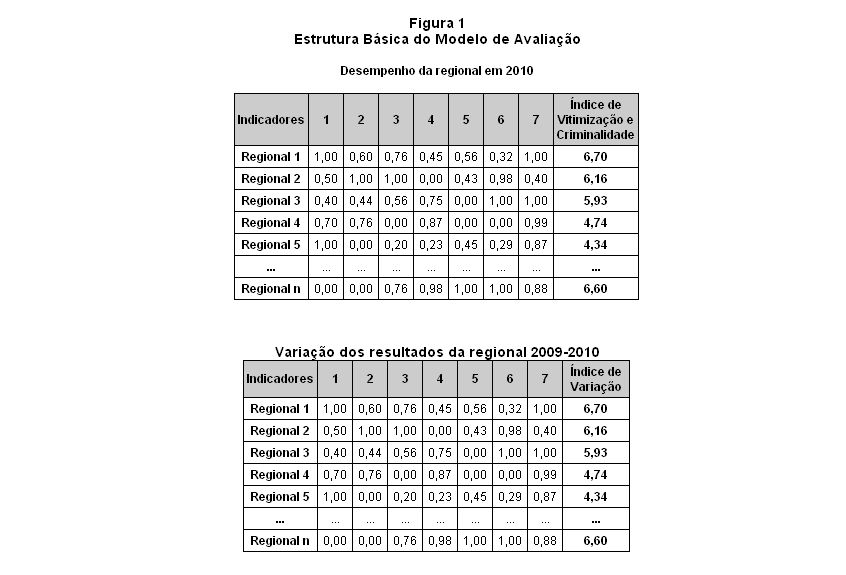 Figura 1
Estrutura Básica do Modelo de Avaliação
Desempenho da regional em 2010
Indicadores 1 2 3 4 5 6 7 Índice de Vitimização e Criminalidade
Regional 1 1,00 0,60 0,76 0,45 0,56 0,32 1,00 6,70
Regional 2 0,50 1,00 1,00 0,00 0,43 0,98 0,40 6,16
Regional 3 0,40 0,44 0,56 0,75 0,00 1,00 1,00 5,93
Regional 4 0,70 0,76 0,00 0,87 0,00 0,00 0,99 4,74
Regional 5 1,00 0,00 0,20 0,23 0,45 0,29 0,87 4,34
... ... ... ... ... ... ... ... ...
Regional n 0,00 0,00 0,76 0,98 1,00 1,00 0,88 6,60
Variação dos resultados da regional 2009-2010
Indicadores 1 2 3 4 5 6 7 Índice de Variação
Regional 1 1,00 0,60 0,76 0,45 0,56 0,32 1,00 6,70
Regional 2 0,50 1,00 1,00 0,00 0,43 0,98 0,40 6,16
Regional 3 0,40 0,44 0,56 0,75 0,00 1,00 1,00 5,93
Regional 4 0,70 0,76 0,00 0,87 0,00 0,00 0,99 4,74
Regional 5 1,00 0,00 0,20 0,23 0,45 0,29 0,87 4,34
... ... ... ... ... ... ... ... ...
Regional n 0,00 0,00 0,76 0,98 1,00 1,00 0,88 6,60